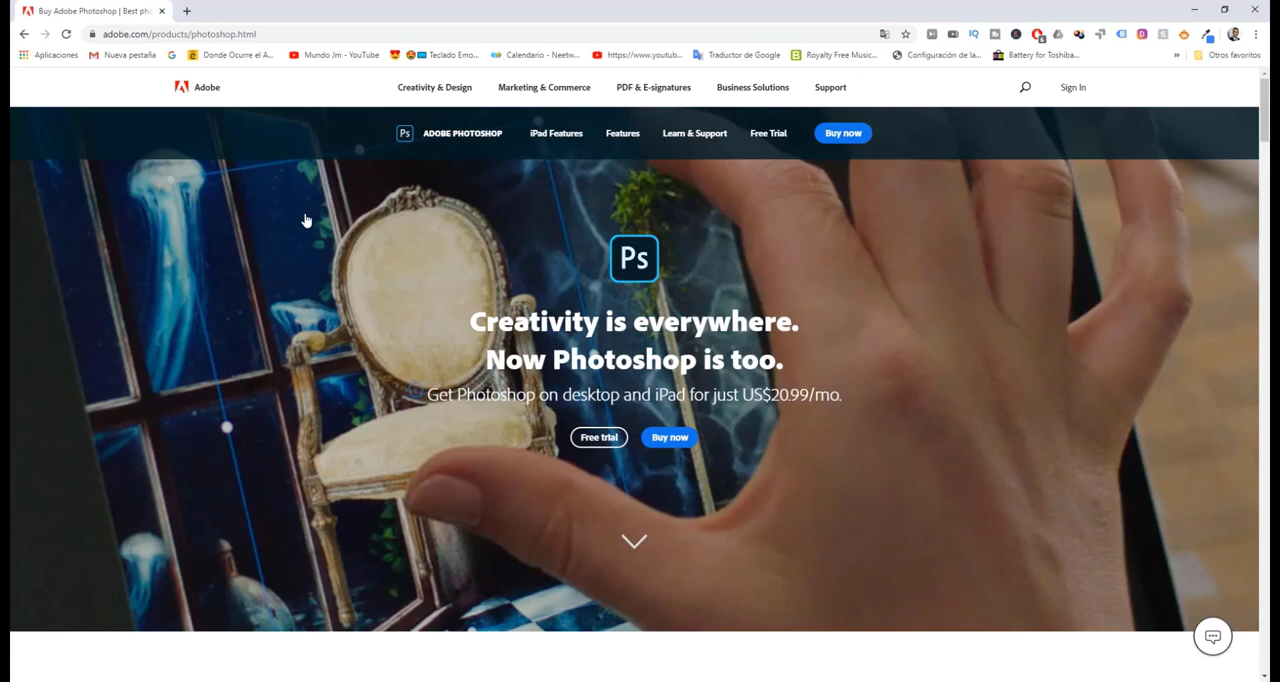 Buy Adobe Photoshop | Best pho
adobe.com/products/photoshop.html
Aplicaciones
Nueva pestaña
Donde Ocurre el A...
Mundo Jm - YouTube
Teclado Emo...
Calendario - Neetw...
https://www.youtub...
Traductor de Google
Royalty Free Music...
Configuración de la...
Battery for Toshiba...
»
Otros favoritos
Adobe
Creativity & Design
Marketing & Commerce
PDF & E-signatures
Business Solutions
Support
Sign In
Ps
ADOBE PHOTOSHOP
iPad Features
Features
Learn & Support
Free Trial
Buy now
Ps
Creativity is everywhere.
Now Photoshop is too.
Get Photoshop on desktop and iPad for just US$20.99/mo.
Free trial
Buy now